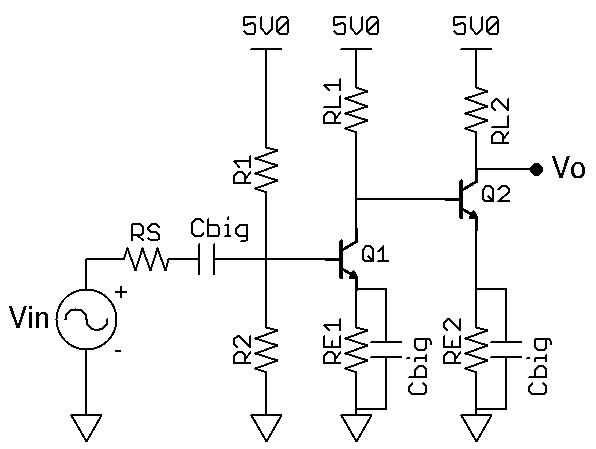 5V0 5V0 5V0
RL1
RL2
R1
Vo
Q2
RS
Cbig
Q1
Vin
+
-
R2
RE1
Cbig
RE2
Cbig